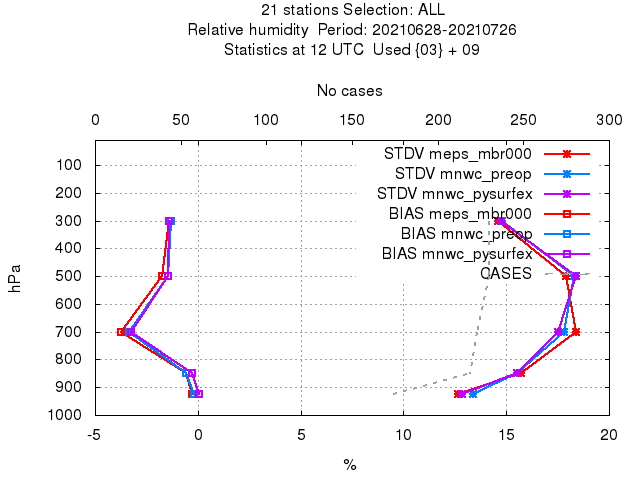 21 stations Selection: ALL
Relative humidity  Period: 20210628-20210726
Statistics at 12 UTC  Used {03} + 09
No cases
0 50 100 150 200 250 300
100
200
300
400
500
600
700
800
900
1000
hPa
STDV meps_mbr000
STDV mnwc_preop
STDV mnwc_pysurfex
BIAS meps_mbr000
BIAS mnwc_preop
BIAS mnwc_pysurfex
CASES
-5 0 5 10 15 20
%